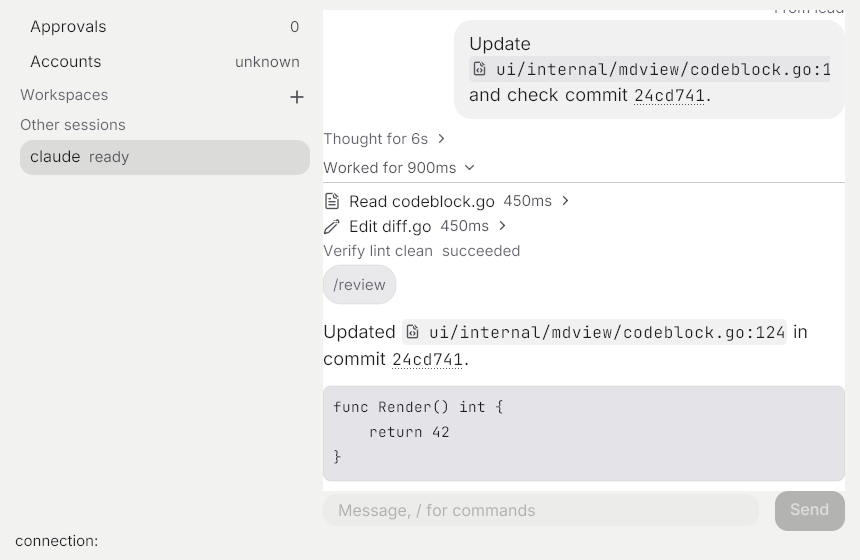 Approvals 0
Accounts unknown
Workspaces +
Other sessions
claude ready
From lead
Update
ui/internal/mdview/codeblock.go:1
and check commit 24cd741.
Thought for 6s
Worked for 900ms
Read codeblock.go 450ms
Edit diff.go 450ms
Verify lint clean succeeded
/review
Updated ui/internal/mdview/codeblock.go:124 in
commit 24cd741.
func Render() int {
    return 42
}
Message, / for commands
Send
connection: